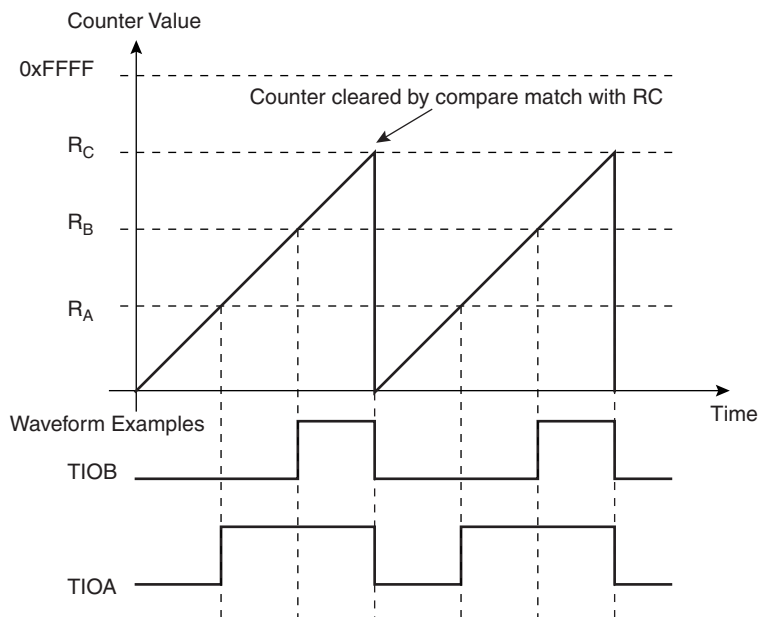 Counter Value
0xFFFF
Counter cleared by compare match with RC
RC
RB
RA
Time
Waveform Examples
TIOB
TIOA